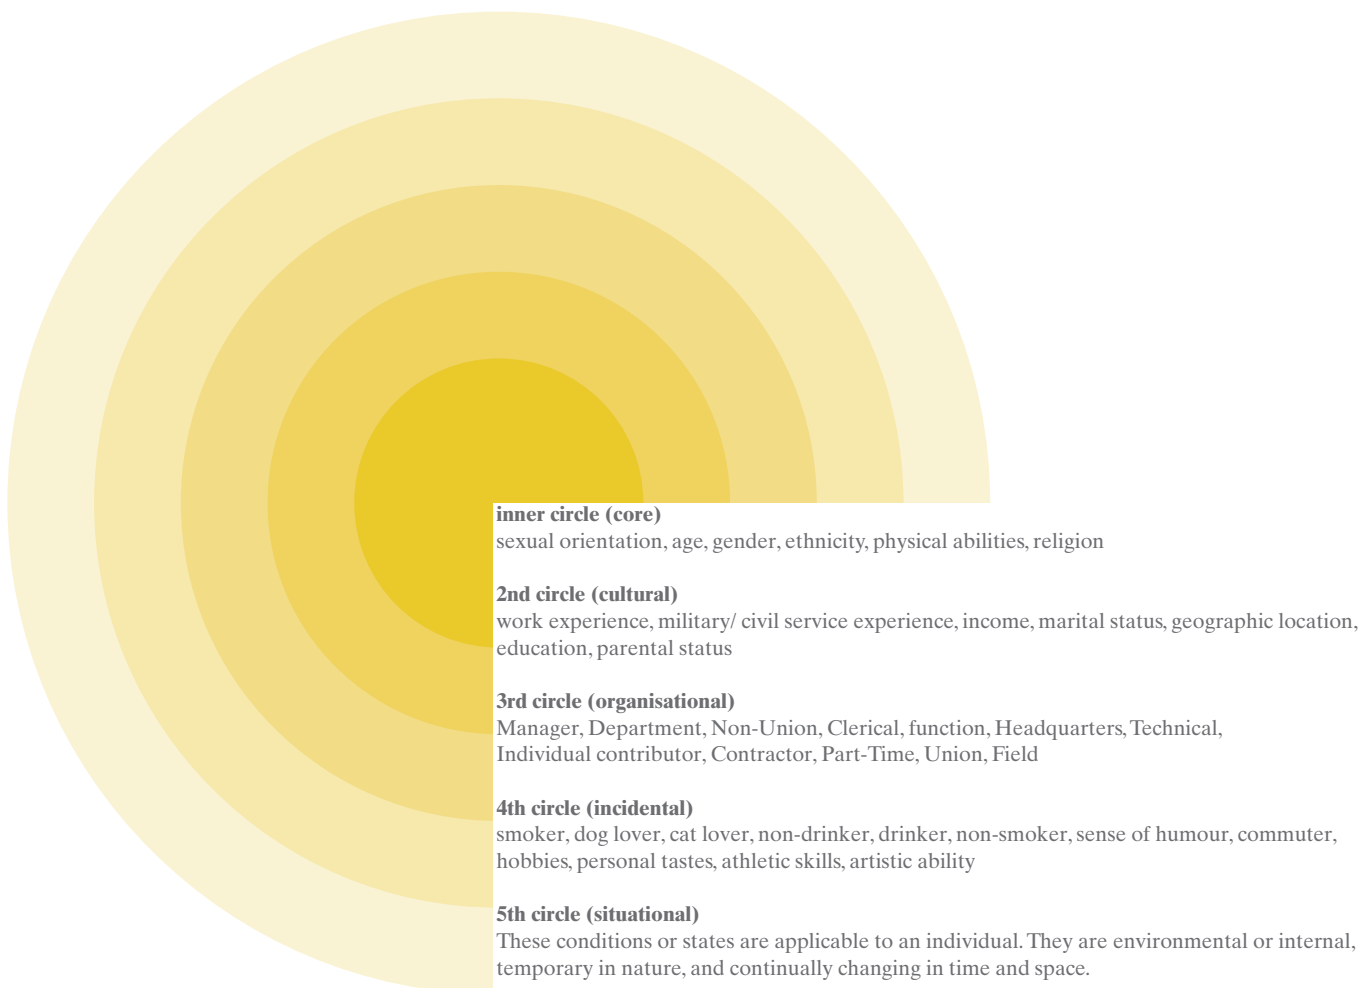 inner circle (core)
sexual orientation, age, gender, ethnicity, physical abilities, religion
2nd circle (cultural)
work experience, military/ civil service experience, income, marital status, geographic location,
education, parental status
3rd circle (organisational)
Manager, Department, Non-Union, Clerical, function, Headquarters, Technical,
Individual contributor, Contractor, Part-Time, Union, Field
4th circle (incidental)
smoker, dog lover, cat lover, non-drinker, drinker, non-smoker, sense of humour, commuter,
hobbies, personal tastes, athletic skills, artistic ability
5th circle (situational)
These conditions or states are applicable to an individual. They are environmental or internal,
temporary in nature, and continually changing in time and space.